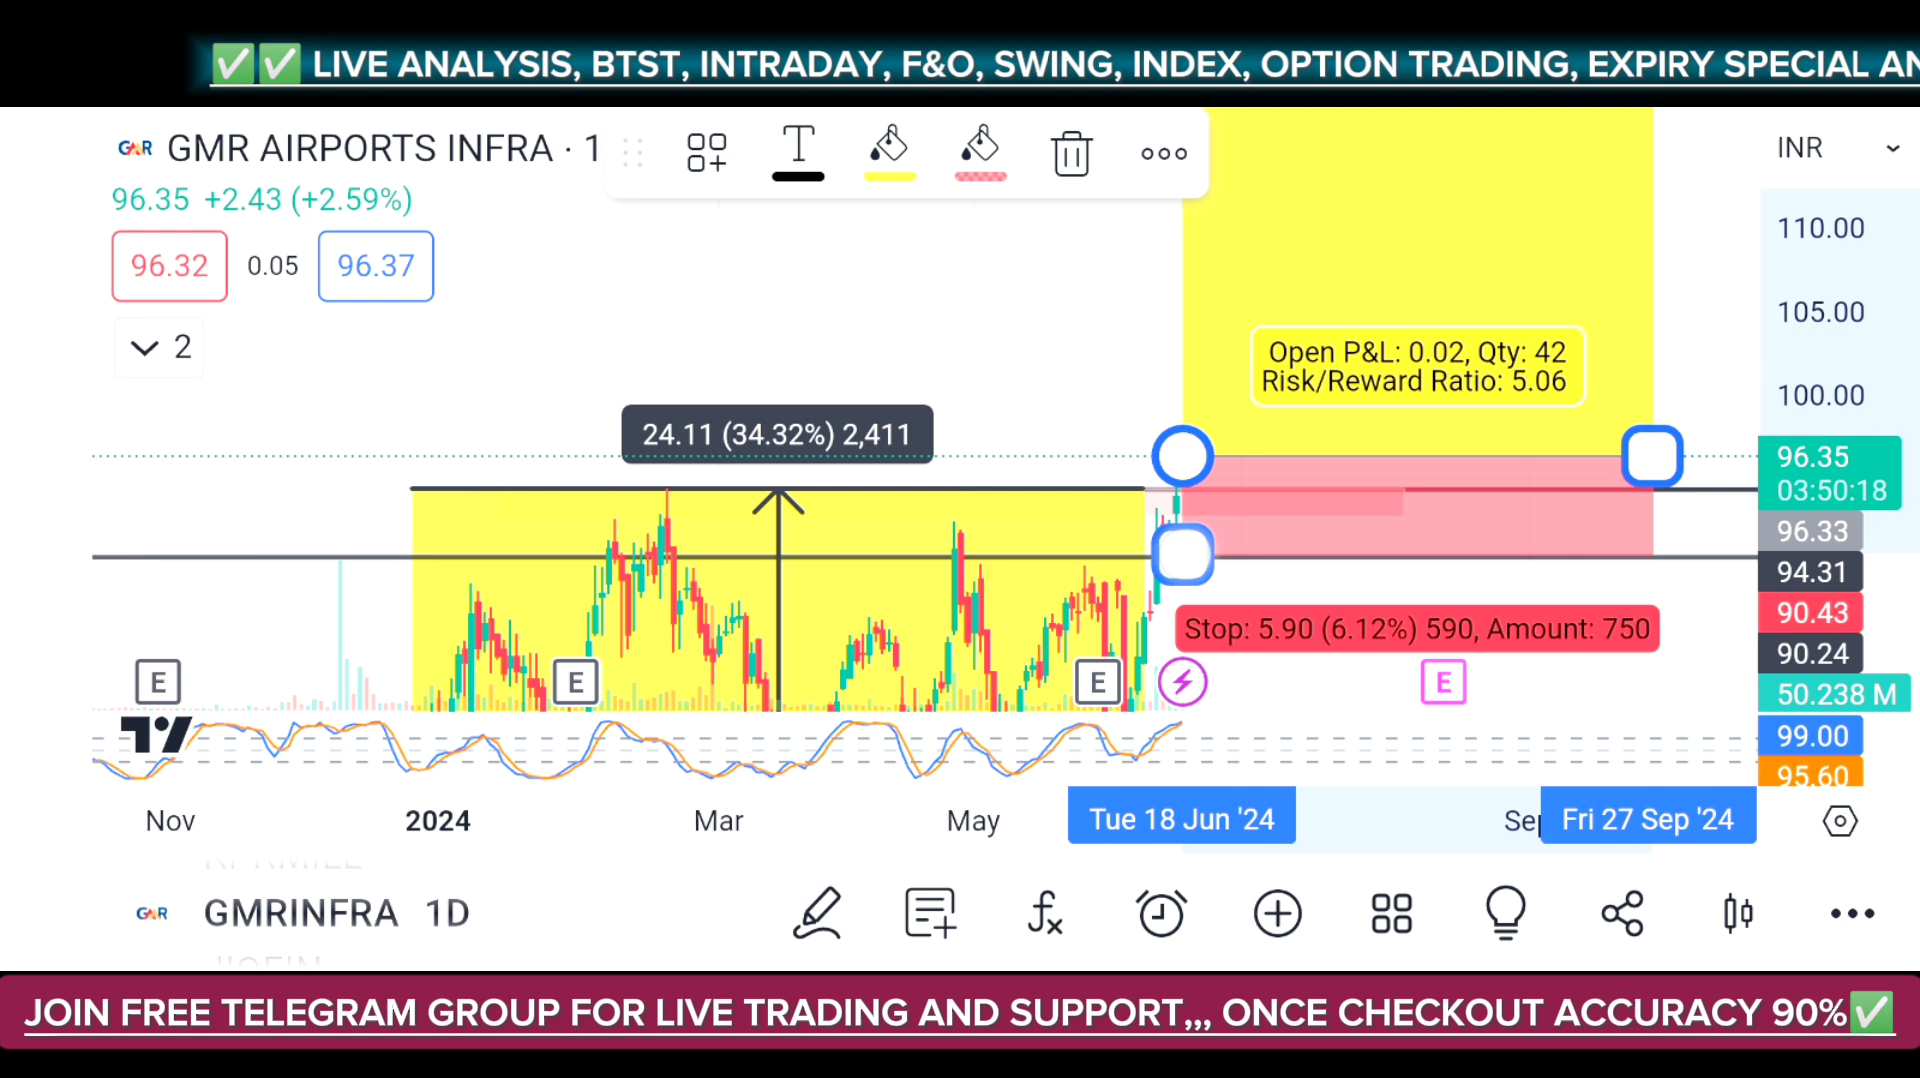 ✅✅ LIVE ANALYSIS, BTST, INTRADAY, F&O, SWING, INDEX, OPTION TRADING, EXPIRY SPECIAL AN
GMR GMR AIRPORTS INFRA · 1
INR
96.35 +2.43 (+2.59%)
96.32 0.05 96.37
2
110.00
105.00
100.00
Open P&L: 0.02, Qty: 42
Risk/Reward Ratio: 5.06
24.11 (34.32%) 2,411
96.35
03:50:18
96.33
94.31
90.43
90.24
50.238 M
99.00
95.60
Stop: 5.90 (6.12%) 590, Amount: 750
E E E E
Nov 2024 Mar May Tue 18 Jun '24 Sep Fri 27 Sep '24
GMR GMRINFRA 1D
JOIN FREE TELEGRAM GROUP FOR LIVE TRADING AND SUPPORT,,, ONCE CHECKOUT ACCURACY 90%✅